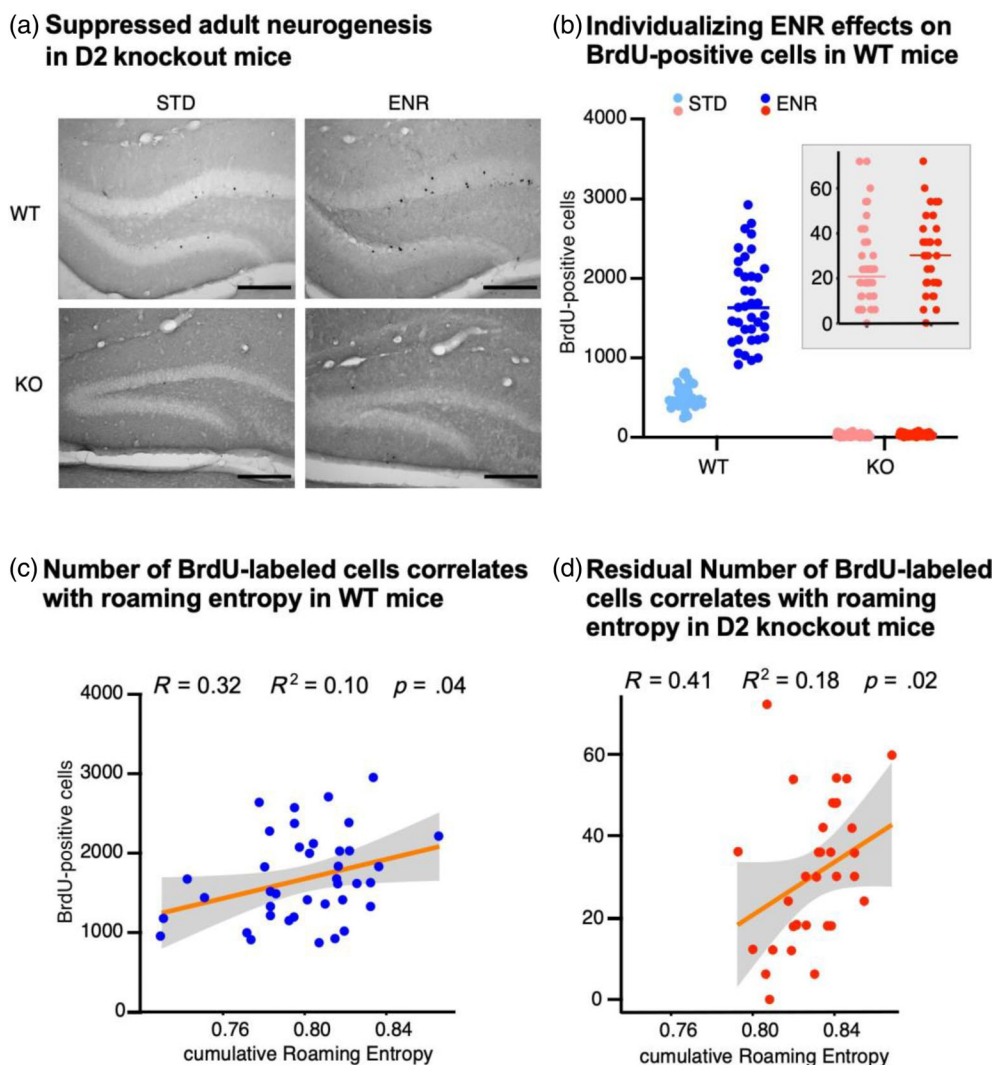 (a) Suppressed adult neurogenesis
in D2 knockout mice
STD ENR
WT
KO
(b) Individualizing ENR effects on
BrdU-positive cells in WT mice
STD ENR
4000
3000
2000
1000
0
BrdU-positive cells
60
40
20
0
WT KO
(c) Number of BrdU-labeled cells correlates
with roaming entropy in WT mice
R = 0.32 R² = 0.10 p = .04
4000
3000
2000
1000
0
BrdU-positive cells
0.76 0.80 0.84
cumulative Roaming Entropy
(d) Residual Number of BrdU-labeled
cells correlates with roaming
entropy in D2 knockout mice
R = 0.41 R² = 0.18 p = .02
60
40
20
0
0.76 0.80 0.84
cumulative Roaming Entropy